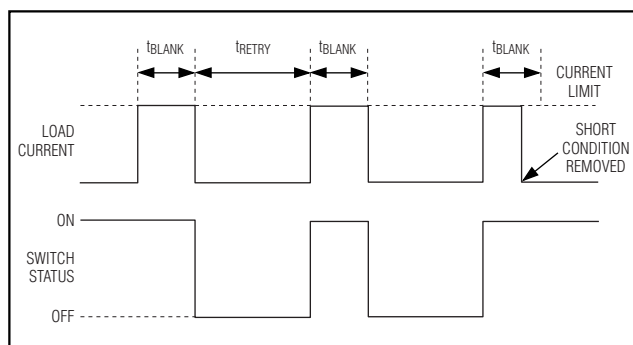 tBLANK
tRETRY
tBLANK
tBLANK
CURRENT
LIMIT
LOAD
CURRENT
SHORT
CONDITION
REMOVED
ON
SWITCH
STATUS
OFF